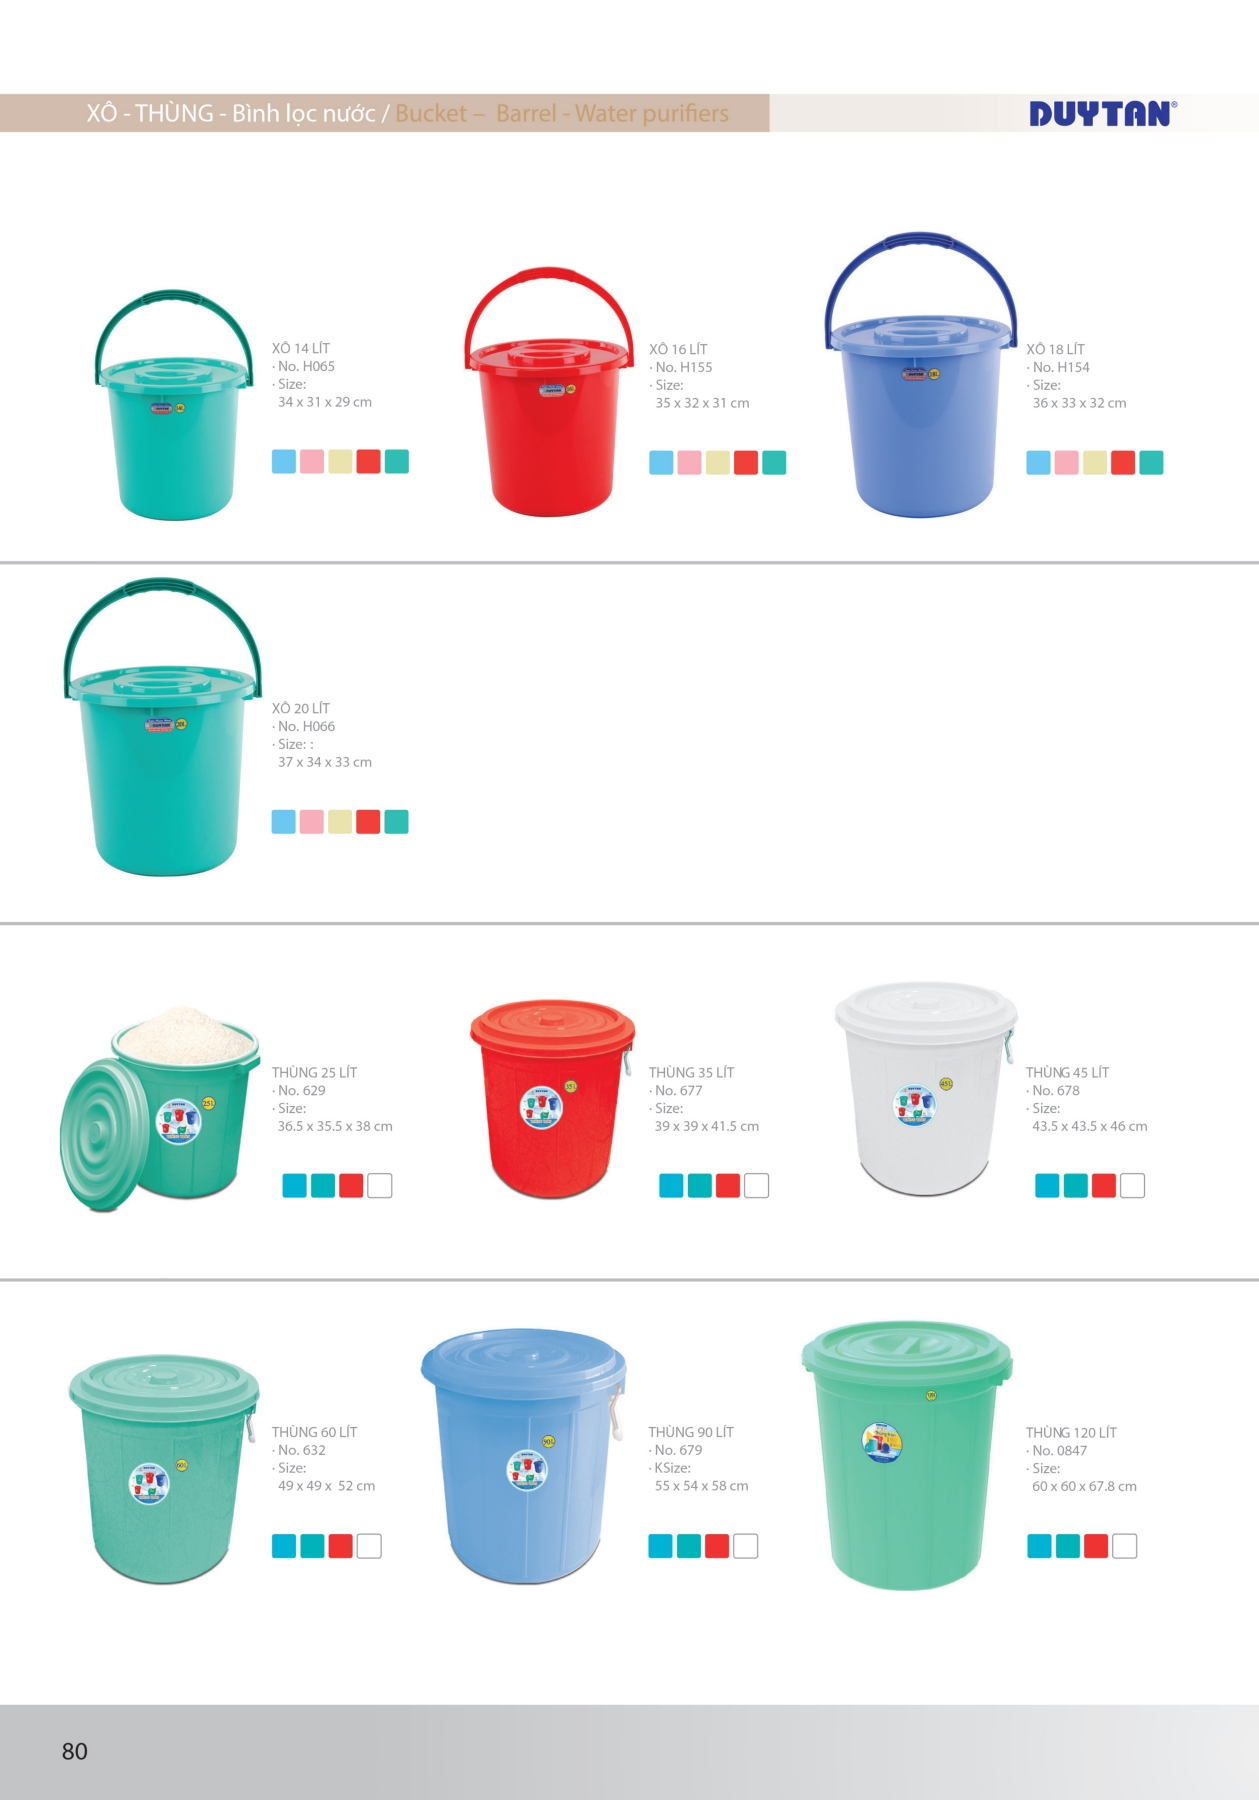 XÔ - THÙNG - Bình lọc nước / Bucket – Barrel - Water purifiers
DUYTAN®
XÔ 14 LÍT
· No. H065
· Size:
34 x 31 x 29 cm
XÔ 16 LÍT
· No. H155
· Size:
35 x 32 x 31 cm
XÔ 18 LÍT
· No. H154
· Size:
36 x 33 x 32 cm
XÔ 20 LÍT
· No. H066
· Size: :
37 x 34 x 33 cm
THÙNG 25 LÍT
· No. 629
· Size:
36.5 x 35.5 x 38 cm
25L
THÙNG 35 LÍT
· No. 677
· Size:
39 x 39 x 41.5 cm
35L
THÙNG 45 LÍT
· No. 678
· Size:
43.5 x 43.5 x 46 cm
45L
THÙNG 60 LÍT
· No. 632
· Size:
49 x 49 x 52 cm
60L
THÙNG 90 LÍT
· No. 679
· KSize:
55 x 54 x 58 cm
90L
THÙNG 120 LÍT
· No. 0847
· Size:
60 x 60 x 67.8 cm
80